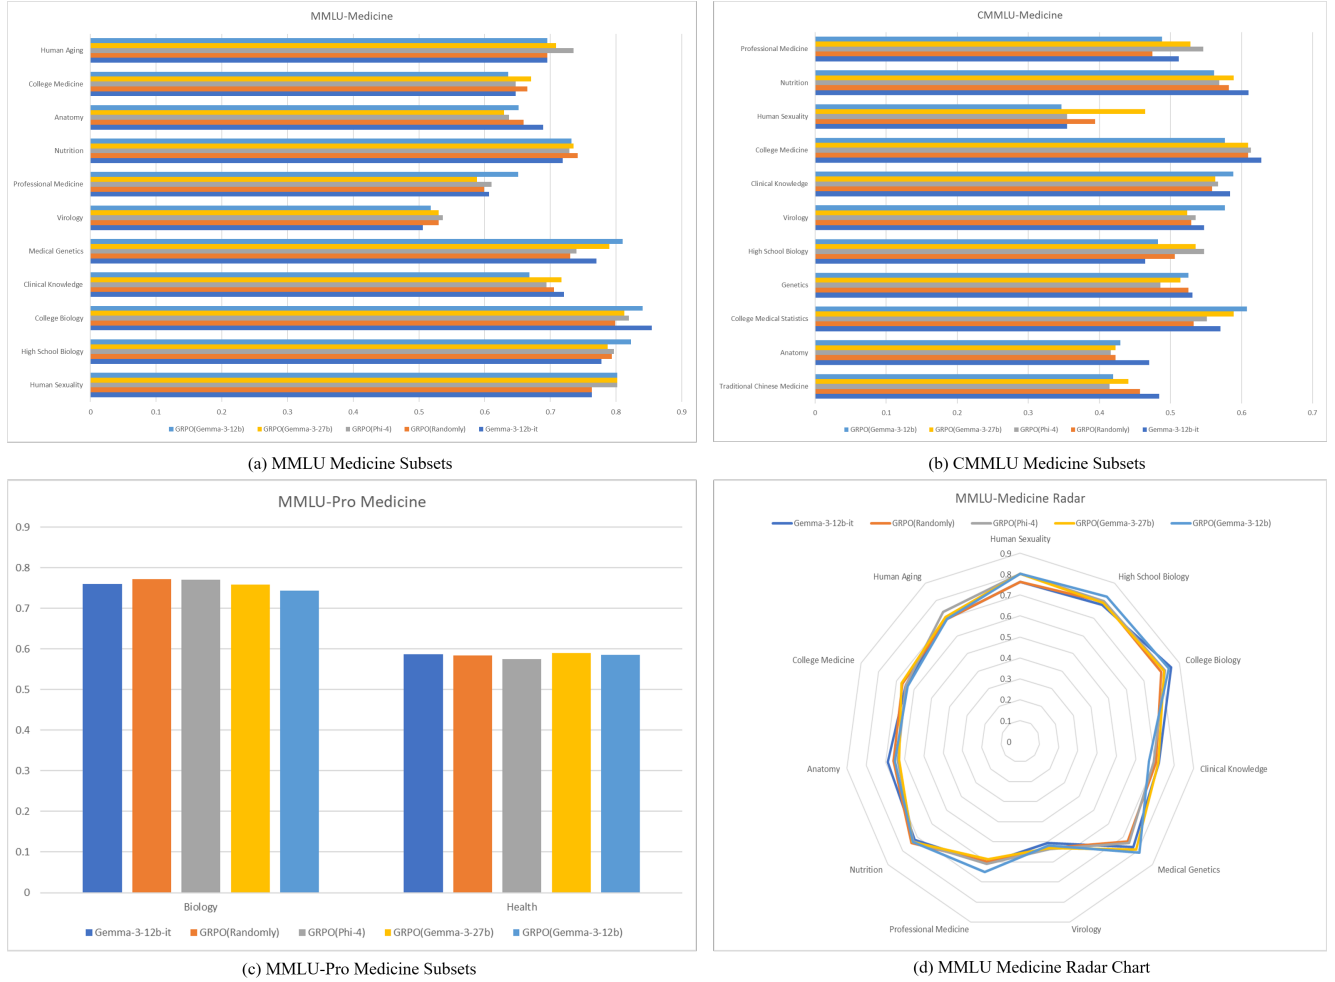 MMLU-Medicine
Human Aging
College Medicine
Anatomy
Nutrition
Professional Medicine
Virology
Medical Genetics
Clinical Knowledge
College Biology
High School Biology
Human Sexuality
0 0.1 0.2 0.3 0.4 0.5 0.6 0.7 0.8 0.9
GRPO(Gemma-3-12b) GRPO(Gemma-3-27b) GRPO(Phi-4) GRPO(Randomly) Gemma-3-12b-it
(a) MMLU Medicine Subsets
CMMLU-Medicine
Professional Medicine
Nutrition
Human Sexuality
College Medicine
Clinical Knowledge
Virology
High School Biology
Genetics
College Medical Statistics
Anatomy
Traditional Chinese Medicine
0 0.1 0.2 0.3 0.4 0.5 0.6 0.7
GRPO(Gemma-3-12b) GRPO(Gemma-3-27b) GRPO(Phi-4) GRPO(Randomly) Gemma-3-12b-it
(b) CMMLU Medicine Subsets
MMLU-Pro Medicine
0.9
0.8
0.7
0.6
0.5
0.4
0.3
0.2
0.1
0
Biology Health
Gemma-3-12b-it GRPO(Randomly) GRPO(Phi-4) GRPO(Gemma-3-27b) GRPO(Gemma-3-12b)
(c) MMLU-Pro Medicine Subsets
MMLU-Medicine Radar
Gemma-3-12b-it GRPO(Randomly) GRPO(Phi-4) GRPO(Gemma-3-27b) GRPO(Gemma-3-12b)
Human Sexuality
High School Biology
College Biology
Clinical Knowledge
Medical Genetics
Virology
Professional Medicine
Nutrition
Anatomy
College Medicine
Human Aging
0.9
0.8
0.7
0.6
0.5
0.4
0.3
0.2
0.1
0
(d) MMLU Medicine Radar Chart